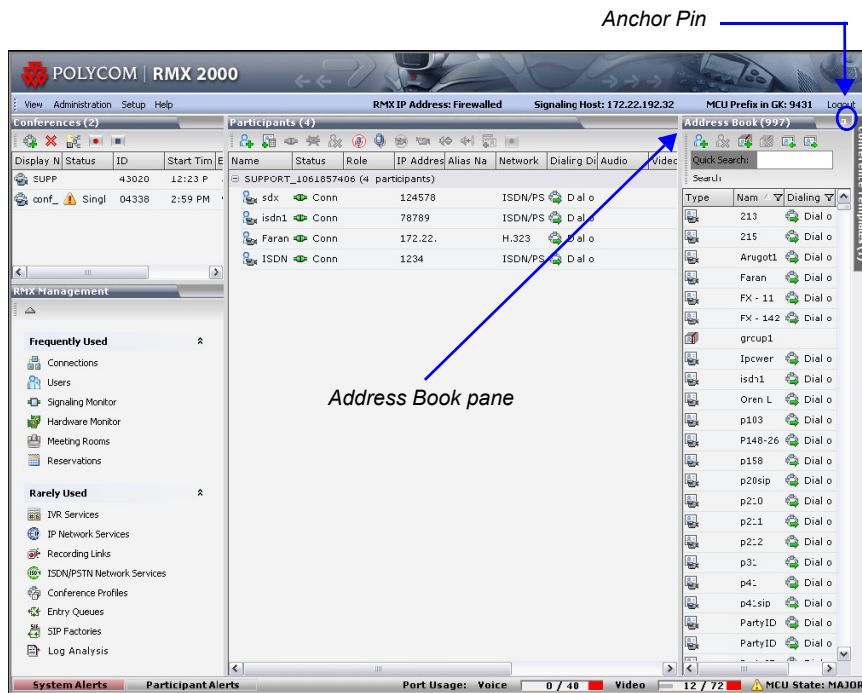 Anchor Pin
POLYCOM | RMX 2000
View Administration Setup Help RMX IP Address: Firewalled Signaling Host: 172.22.192.32 MCU Prefix in GK: 9431 Logout
Conferences (2)
Display N Status ID Start Tim E
SUPP 43020 12:23 P
conf_ Singl 04338 2:59 PM
Participants (4)
Name Status Role IP Addres Alias Na Network Dialing Di Audio Video
SUPPORT_1061857406 (4 participants)
sdx Conn 124578 ISDN/PS D al o
isdn1 Conn 78789 ISDN/PS D al o
Faran Conn 172.22. H.323 D al o
ISDN Conn 1234 ISDN/PS D al o
Address Book (997)
Quick Search:
Search
Type Nam Dialing
213 Dial o
215 Dial o
Arugot1 Dial o
Faran Dial o
FX - 11 Dial o
FX - 142 Dial o
group1
Ipcwer Dial o
isdn1 Dial o
Oren L Dial o
p103 Dial o
P148-26 Dial o
p158 Dial o
p20sip Dial o
p210 Dial o
p211 Dial o
p212 Dial o
p31 Dial o
p41 Dial o
p41sip Dial o
PartyID Dial o
PartyID Dial o
Conference Templates (1)
Address Book pane
RMX Management
Frequently Used
Connections
Users
Signaling Monitor
Hardware Monitor
Meeting Rooms
Reservations
Rarely Used
IVR Services
IP Network Services
Recording Links
ISDN/PSTN Network Services
Conference Profiles
Entry Queues
SIP Factories
Log Analysis
System Alerts Participant Alerts Port Usage: Voice 0 / 40 Video 12 / 72 MCU State: MAJOR